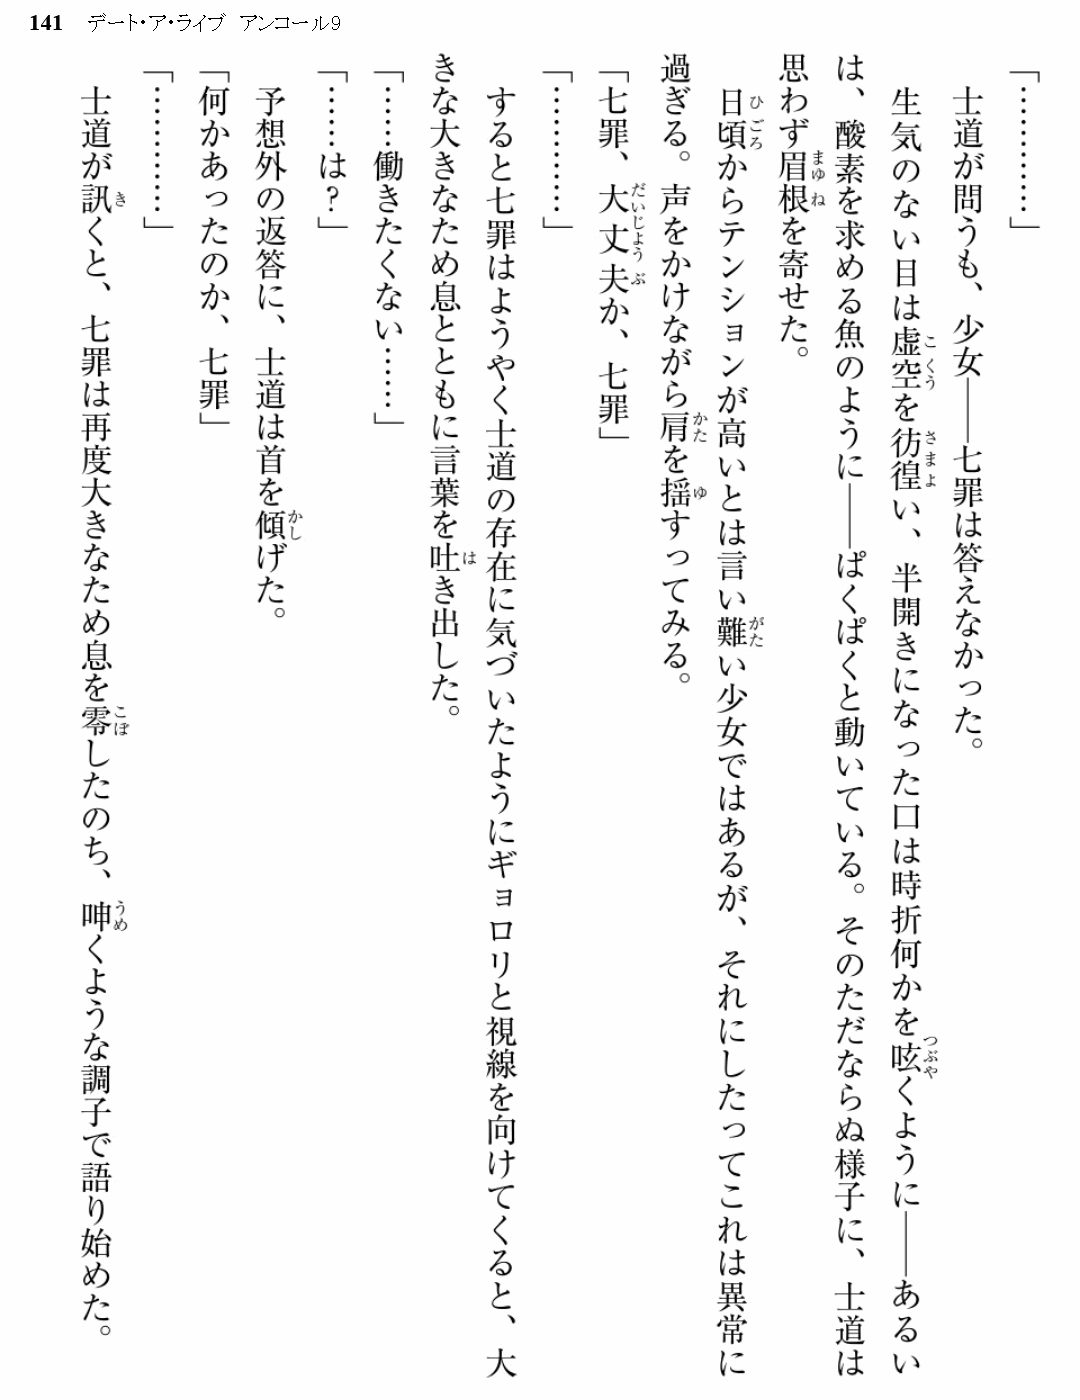 141 デート・ア・ライブ アンコール9
「…………」
士道が問うも、少女――七罪は答えなかった。
生気のない目は虚空を彷徨い、半開きになった口は時折何かを呟くように――あるい
は、酸素を求める魚のように――ぱくぱくと動いている。そのただならぬ様子に、士道は
思わず眉根を寄せた。
日頃からテンションが高いとは言い難い少女ではあるが、それにしたってこれは異常に
過ぎる。声をかけながら肩を揺すってみる。
「七罪、大丈夫か、七罪」
「…………」
すると七罪はようやく士道の存在に気づいたようにギョロリと視線を向けてくると、大
きな大きなため息とともに言葉を吐き出した。
「……働きたくない……」
「……は?」
予想外の返答に、士道は首を傾げた。
「何かあったのか、七罪」
「…………」
士道が訊くと、七罪は再度大きなため息を零したのち、呻くような調子で語り始めた。